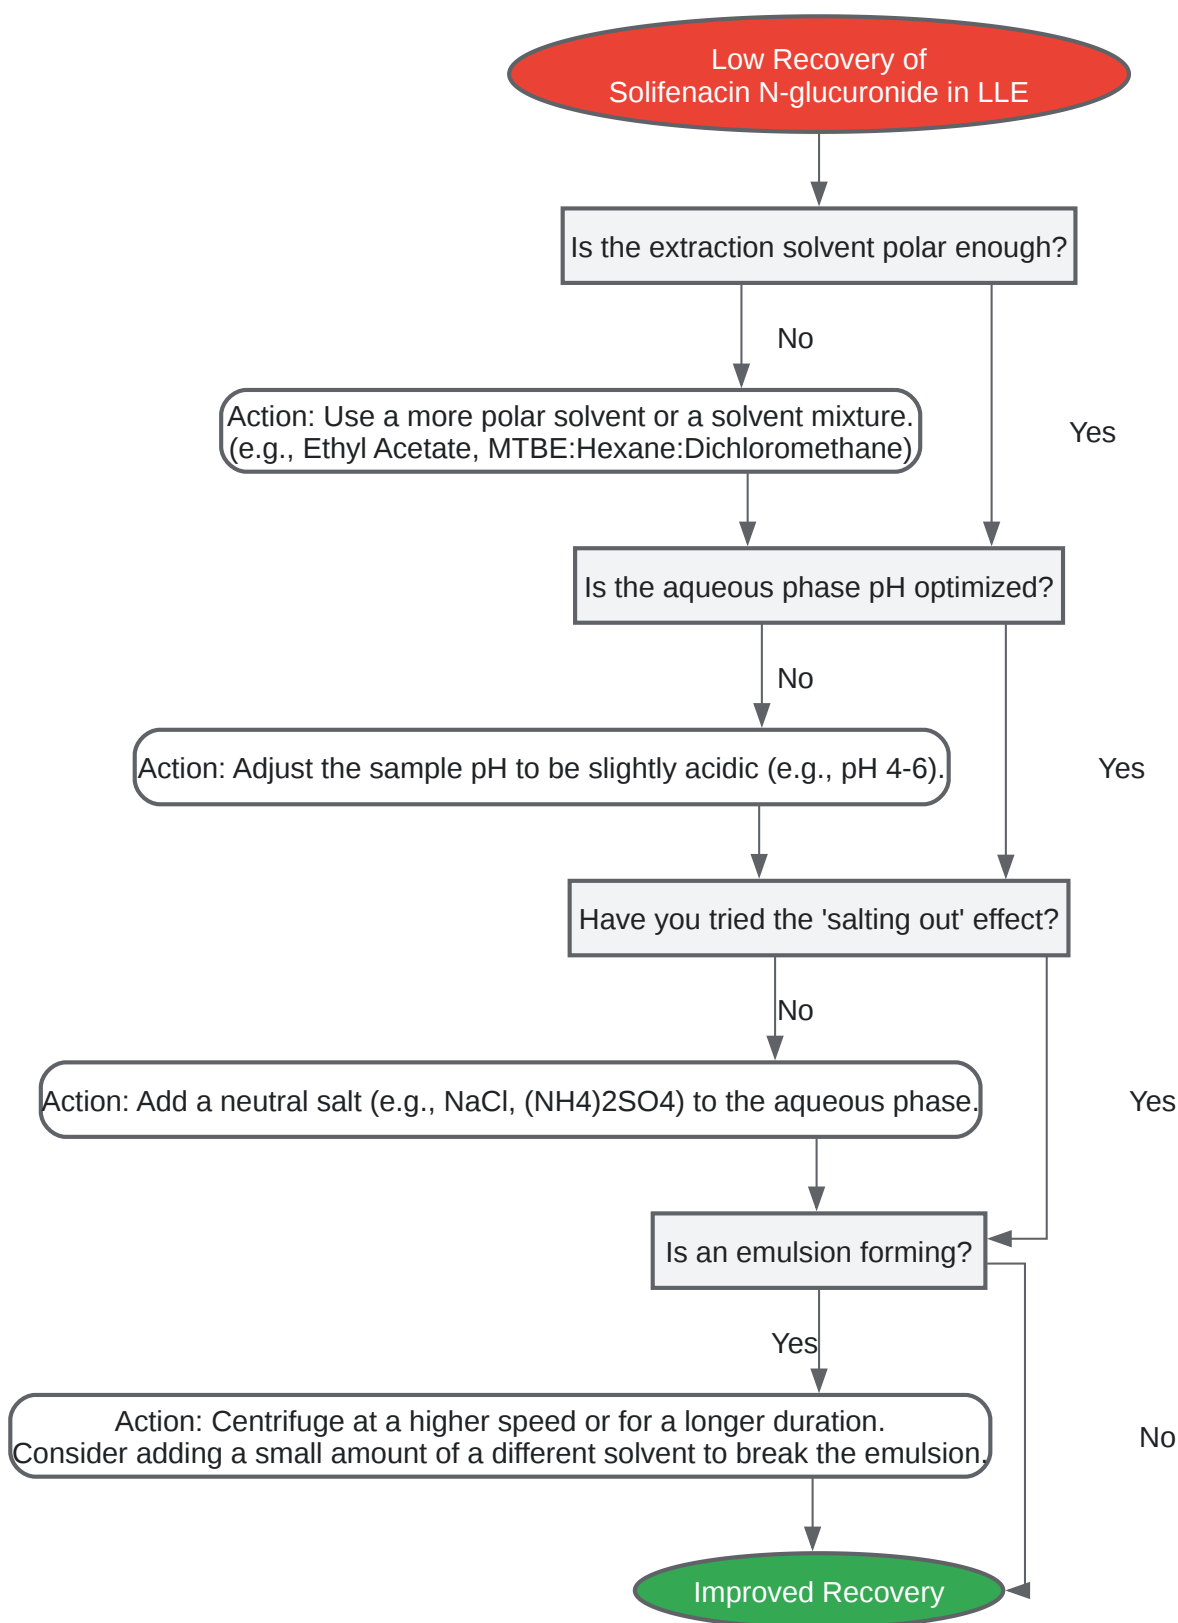 Low Recovery of
Solifenacin N-glucuronide in LLE
Is the extraction solvent polar enough?
No
Action: Use a more polar solvent or a solvent mixture.
(e.g., Ethyl Acetate, MTBE:Hexane:Dichloromethane)
Yes
Is the aqueous phase pH optimized?
No
Action: Adjust the sample pH to be slightly acidic (e.g., pH 4-6).
Yes
Have you tried the 'salting out' effect?
No
Action: Add a neutral salt (e.g., NaCl, (NH4)2SO4) to the aqueous phase.
Yes
Is an emulsion forming?
Yes
Action: Centrifuge at a higher speed or for a longer duration.
Consider adding a small amount of a different solvent to break the emulsion.
No
Improved Recovery